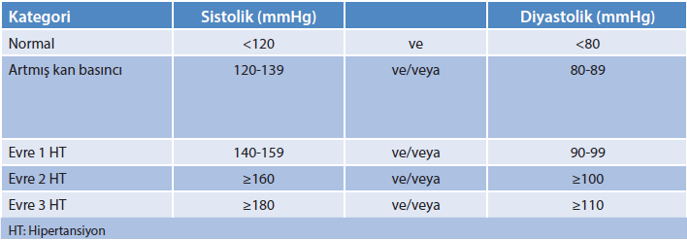 Kategori Sistolik (mmHg) Diyastolik (mmHg)
Normal <120 ve <80
Artmış kan basıncı 120-139 ve/veya 80-89
Evre 1 HT 140-159 ve/veya 90-99
Evre 2 HT ≥160 ve/veya ≥100
Evre 3 HT ≥180 ve/veya ≥110
HT: Hipertansiyon